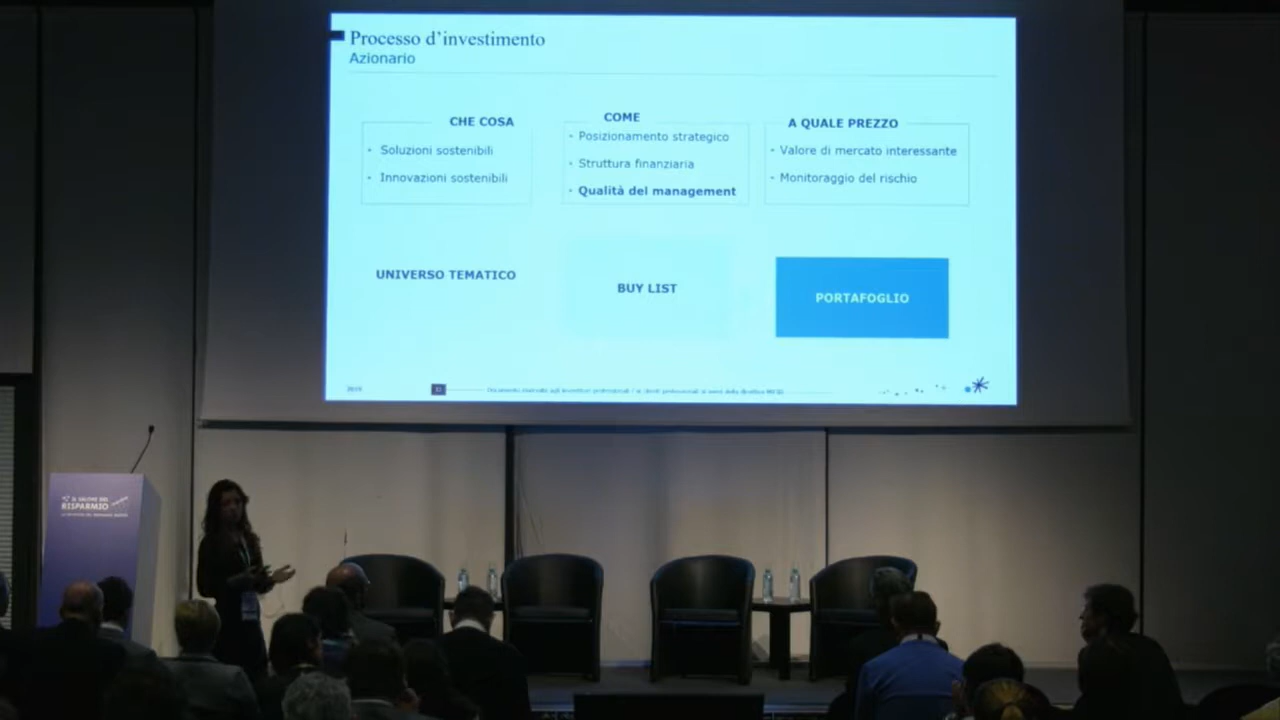 Processo d'investimento
Azionario
CHE COSA
• Soluzioni sostenibili
• Innovazioni sostenibili
COME
• Posizionamento strategico
• Struttura finanziaria
• Qualità del management
A QUALE PREZZO
• Valore di mercato interessante
• Monitoraggio del rischio
UNIVERSO TEMATICO
BUY LIST
PORTAFOGLIO
2019
IL SALONE DEL
RISPARMIO